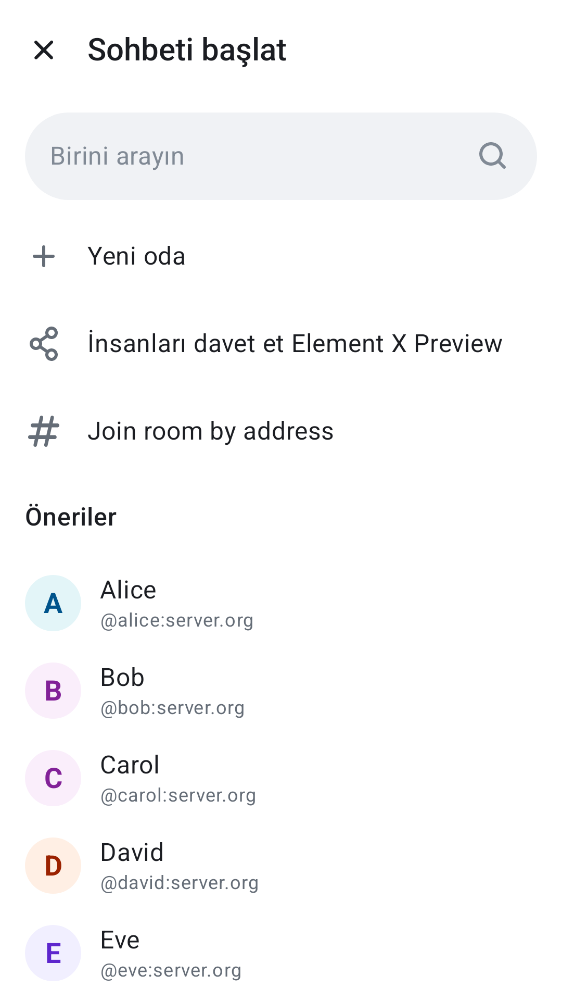 Sohbeti başlat
Birini arayın
Yeni oda
İnsanları davet et Element X Preview
Join room by address
Öneriler
A
Alice
@alice:server.org
B
Bob
@bob:server.org
C
Carol
@carol:server.org
D
David
@david:server.org
E
Eve
@eve:server.org